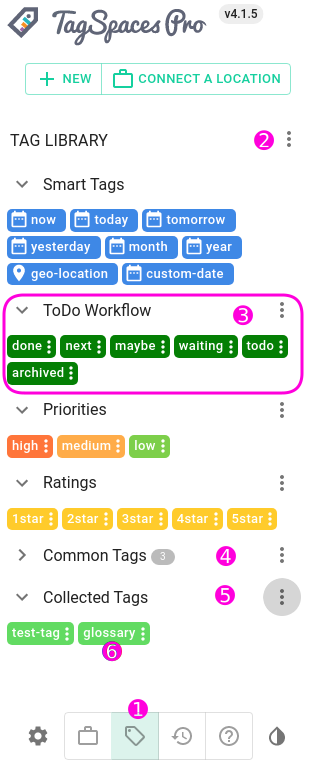 TagSpaces Pro v4.1.5
NEW CONNECT A LOCATION
TAG LIBRARY 2
Smart Tags
now today tomorrow
yesterday month year
geo-location custom-date
ToDo Workflow 3
done next maybe waiting todo
archived
Priorities
high medium low
Ratings
1star 2star 3star 4star 5star
Common Tags 3 4
Collected Tags 5
test-tag glossary
6
1